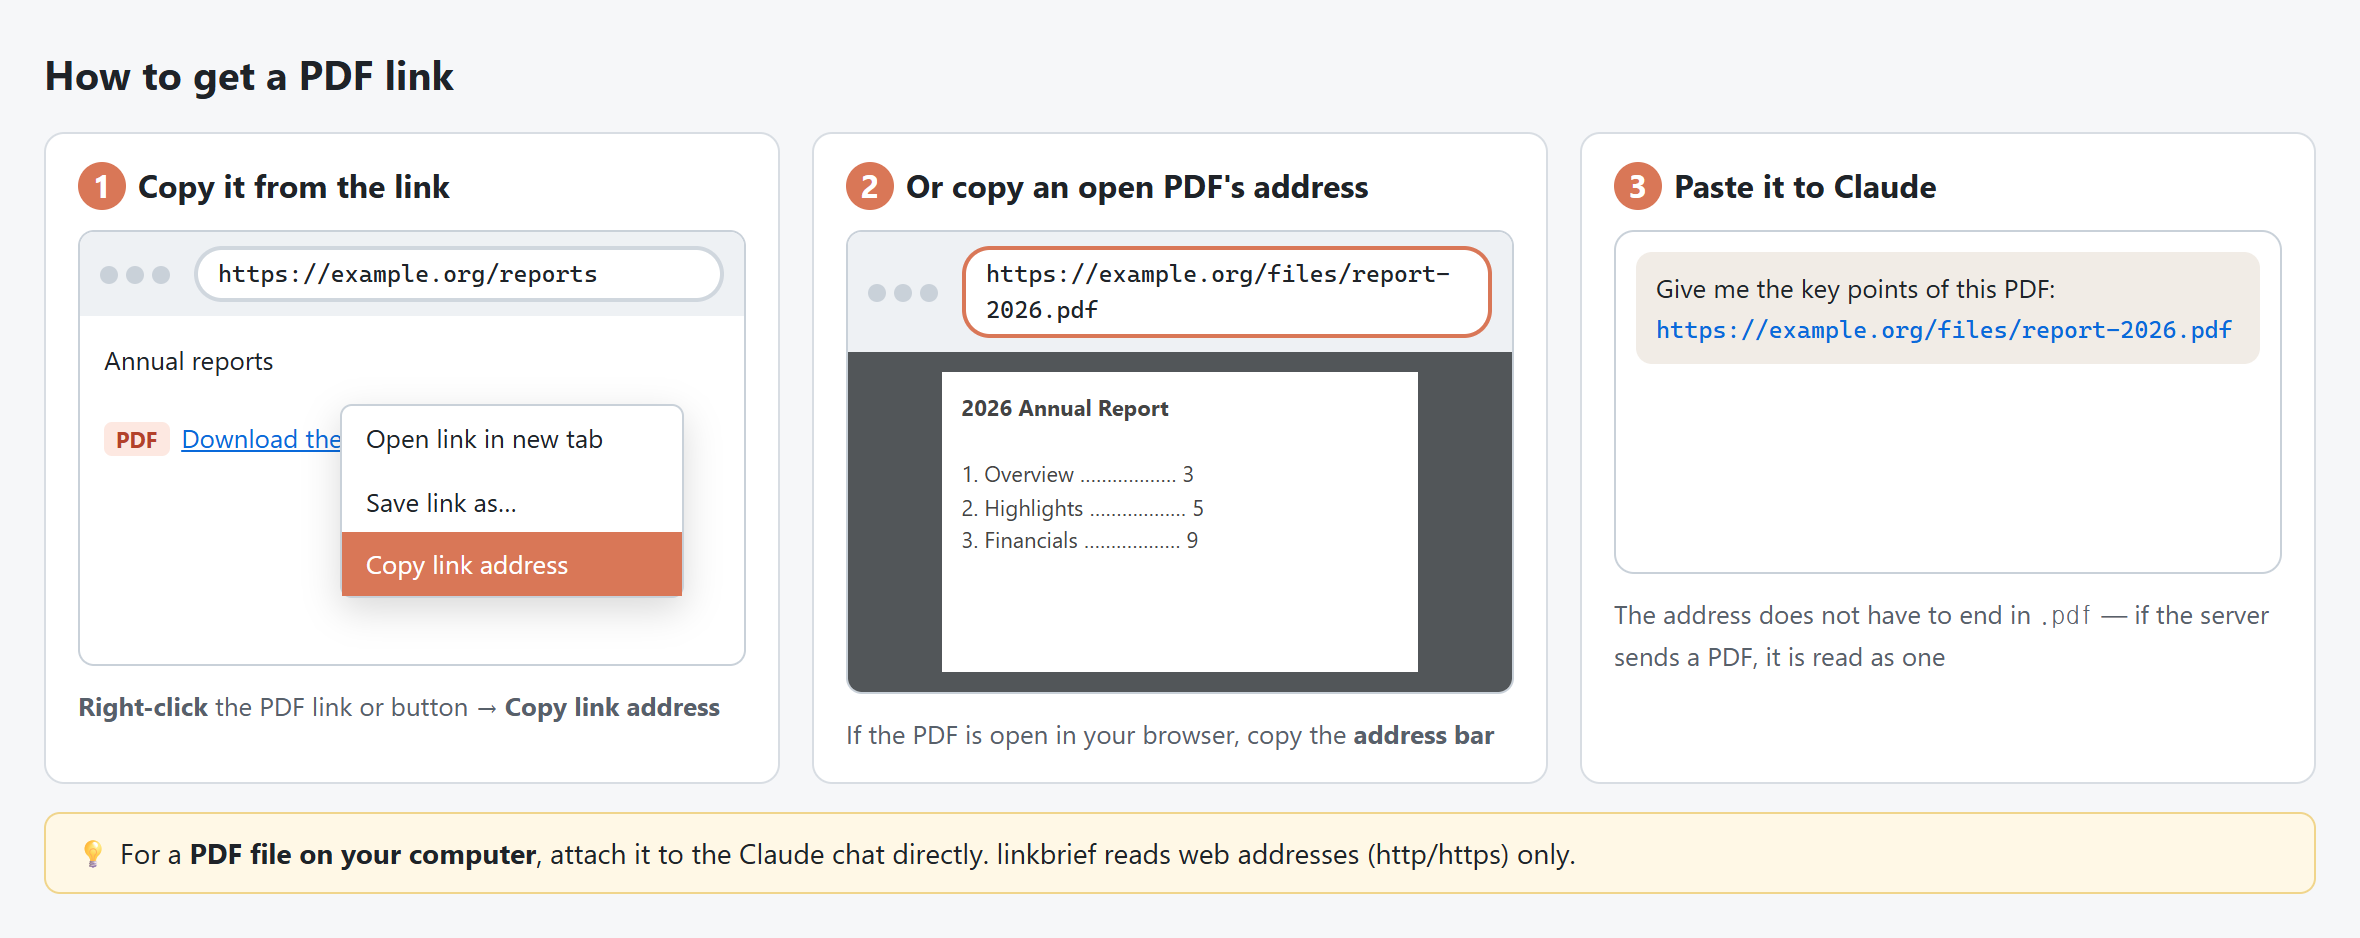 How to get a PDF link
1 Copy it from the link
https://example.org/reports
Annual reports
PDF Download the
Open link in new tab
Save link as...
Copy link address
Right-click the PDF link or button → Copy link address
2 Or copy an open PDF's address
https://example.org/files/report-
2026.pdf
2026 Annual Report
1. Overview .................. 3
2. Highlights .................. 5
3. Financials .................. 9
If the PDF is open in your browser, copy the address bar
3 Paste it to Claude
Give me the key points of this PDF:
https://example.org/files/report-2026.pdf
The address does not have to end in .pdf — if the server
sends a PDF, it is read as one
💡 For a PDF file on your computer, attach it to the Claude chat directly. linkbrief reads web addresses (http/https) only.